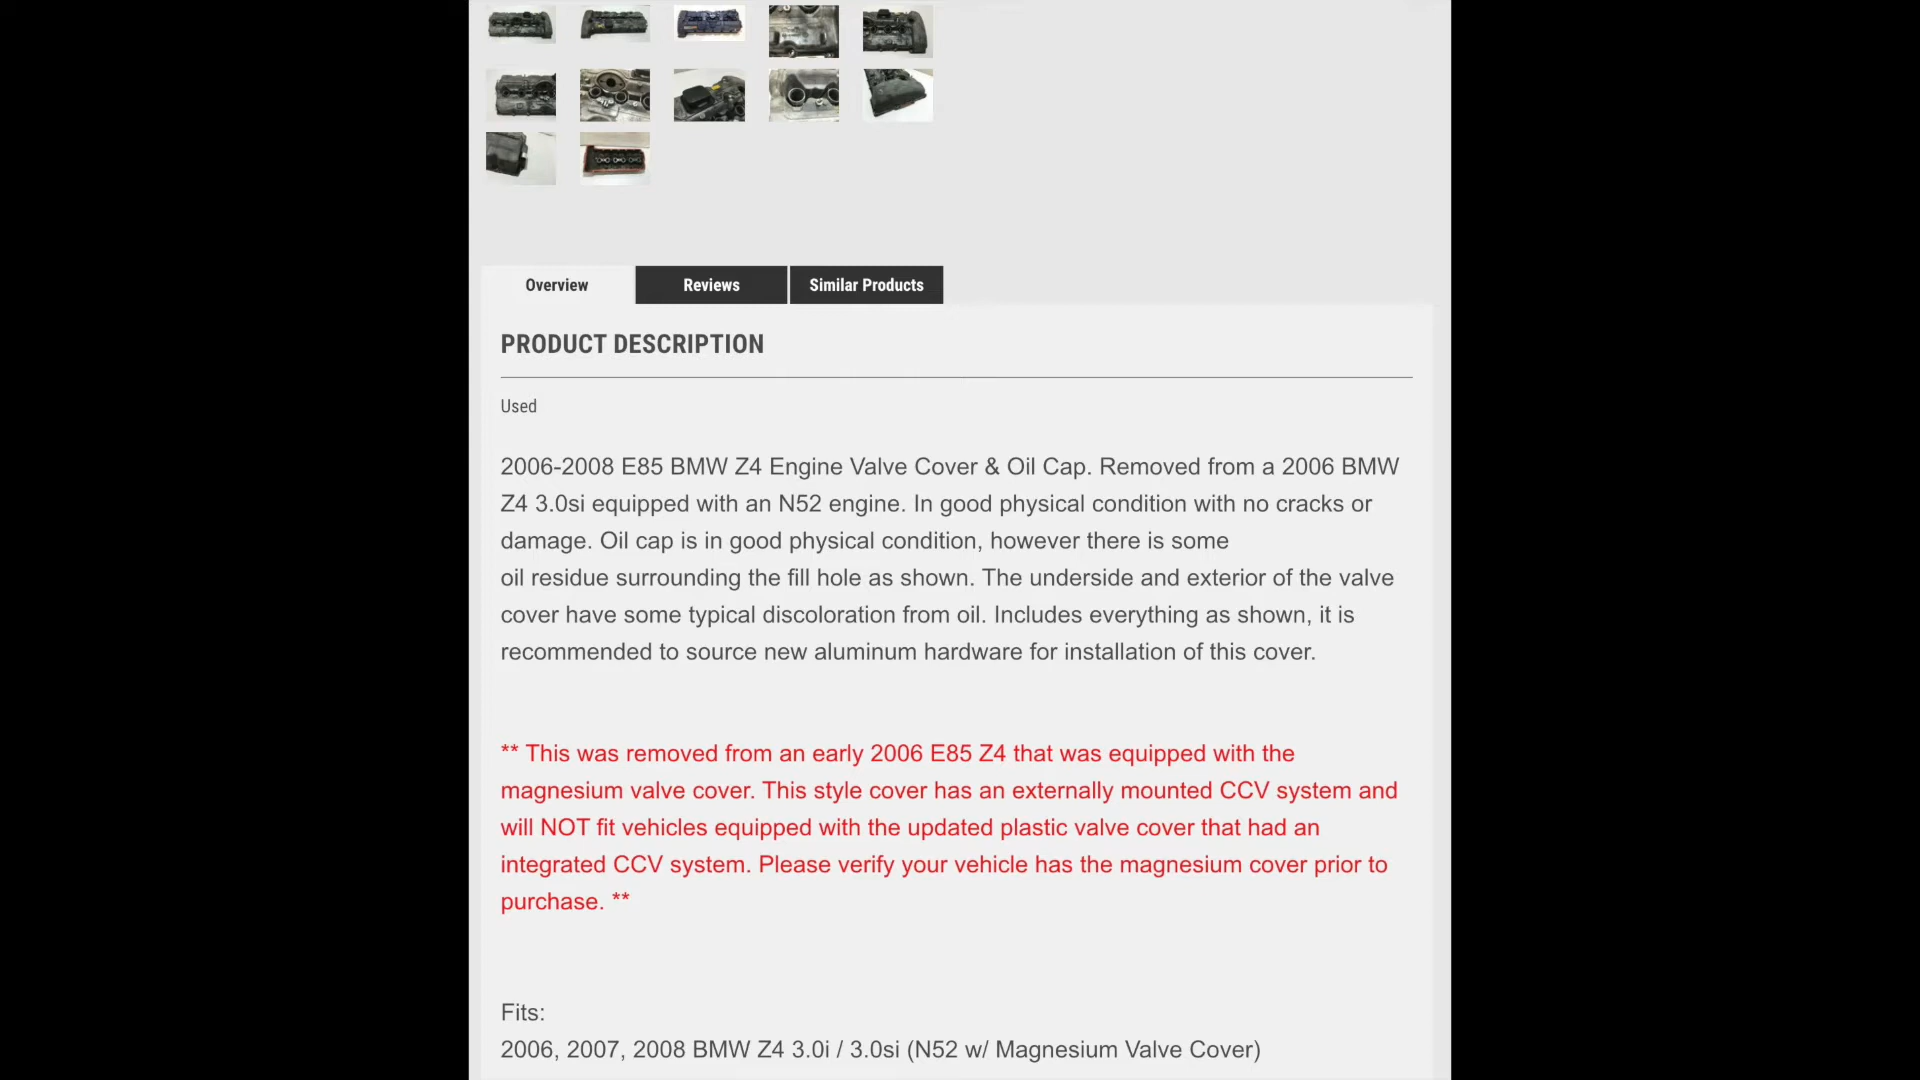 Overview
Reviews
Similar Products
PRODUCT DESCRIPTION
Used
2006-2008 E85 BMW Z4 Engine Valve Cover & Oil Cap. Removed from a 2006 BMW
Z4 3.0si equipped with an N52 engine. In good physical condition with no cracks or
damage. Oil cap is in good physical condition, however there is some
oil residue surrounding the fill hole as shown. The underside and exterior of the valve
cover have some typical discoloration from oil. Includes everything as shown, it is
recommended to source new aluminum hardware for installation of this cover.
** This was removed from an early 2006 E85 Z4 that was equipped with the
magnesium valve cover. This style cover has an externally mounted CCV system and
will NOT fit vehicles equipped with the updated plastic valve cover that had an
integrated CCV system. Please verify your vehicle has the magnesium cover prior to
purchase. **
Fits:
2006, 2007, 2008 BMW Z4 3.0i / 3.0si (N52 w/ Magnesium Valve Cover)